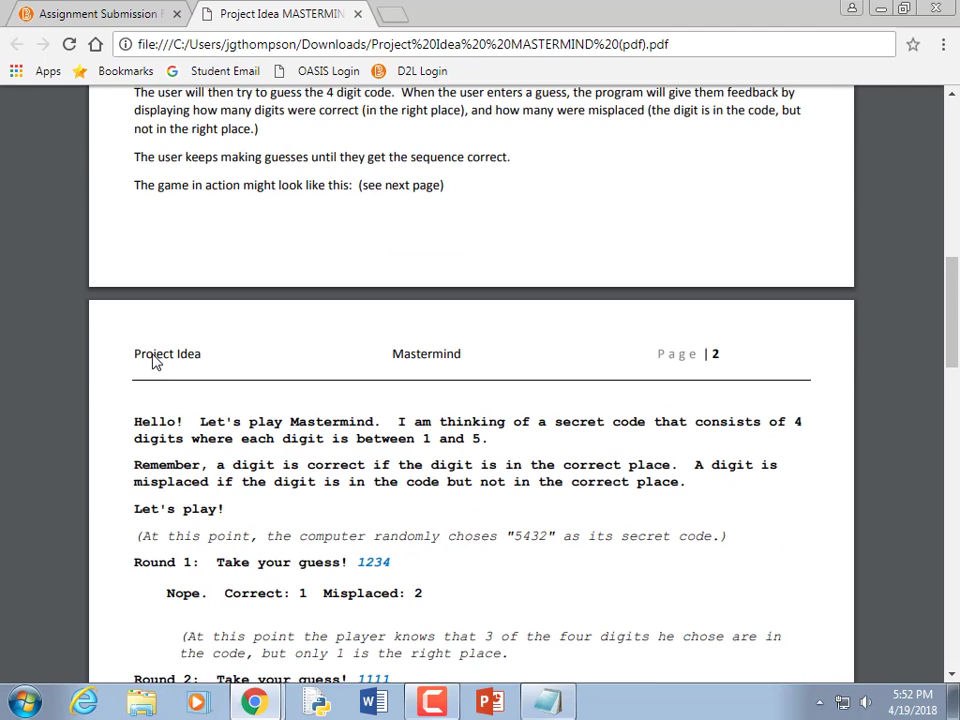 Assignment Submission F
Project Idea MASTERMIN
file:///C:/Users/jgthompson/Downloads/Project%20Idea%20%20MASTERMIND%20(pdf).pdf
Apps Bookmarks Student Email OASIS Login D2L Login
The user will then try to guess the 4 digit code. When the user enters a guess, the program will give them feedback by
displaying how many digits were correct (in the right place), and how many were misplaced (the digit is in the code, but
not in the right place.)
The user keeps making guesses until they get the sequence correct.
The game in action might look like this: (see next page)
Project Idea Mastermind Page | 2
Hello! Let's play Mastermind. I am thinking of a secret code that consists of 4
digits where each digit is between 1 and 5.
Remember, a digit is correct if the digit is in the correct place. A digit is
misplaced if the digit is in the code but not in the correct place.
Let's play!
(At this point, the computer randomly choses "5432" as its secret code.)
Round 1: Take your guess! 1234
Nope. Correct: 1 Misplaced: 2
(At this point the player knows that 3 of the four digits he chose are in
the code, but only 1 is the right place.
Round 2: Take your guess! 1111
5:52 PM
4/19/2018